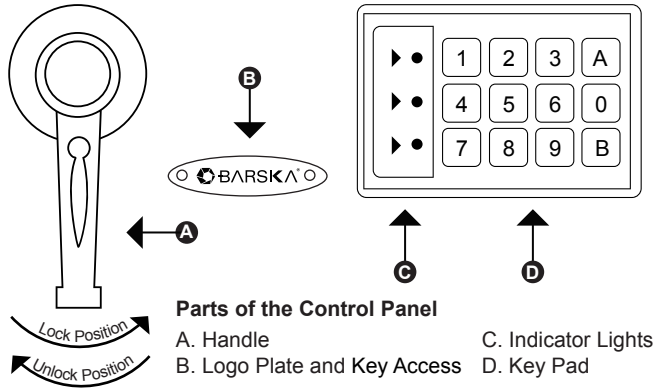 B
BARSKA®
1 2 3 A
4 5 6 0
7 8 9 B
A
C
D
Lock Position
Unlock Position
Parts of the Control Panel
A. Handle
B. Logo Plate and Key Access
C. Indicator Lights
D. Key Pad